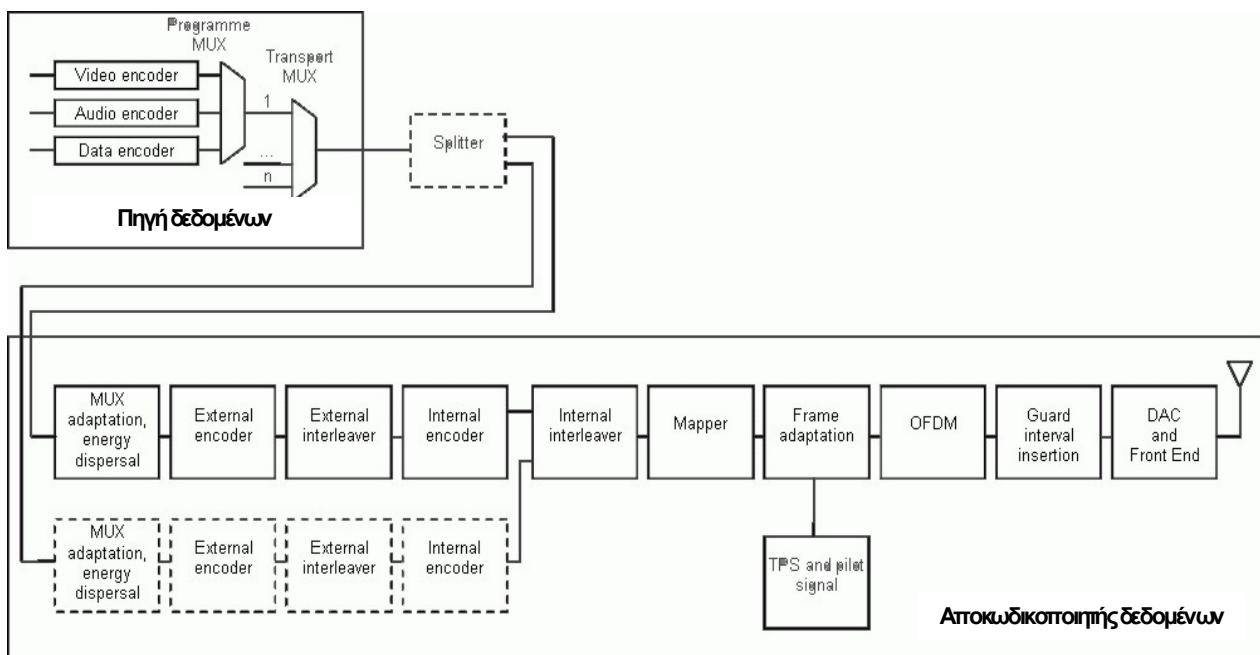 Programme
MUX
Transport
MUX
Video encoder
1
Audio encoder
Data encoder
...
n
Splitter
Πηγή δεδομένων
MUX
adaptation,
energy
dispersal
External
encoder
External
interleaver
Internal
encoder
Internal
interleaver
Mapper
Frame
adaptation
OFDM
Guard
interval
insertion
DAC
and
Front End
MUX
adaptation,
energy
dispersal
External
encoder
External
interleaver
Internal
encoder
TPS and pilot
signal
Αποκωδικοποιητής δεδομένων